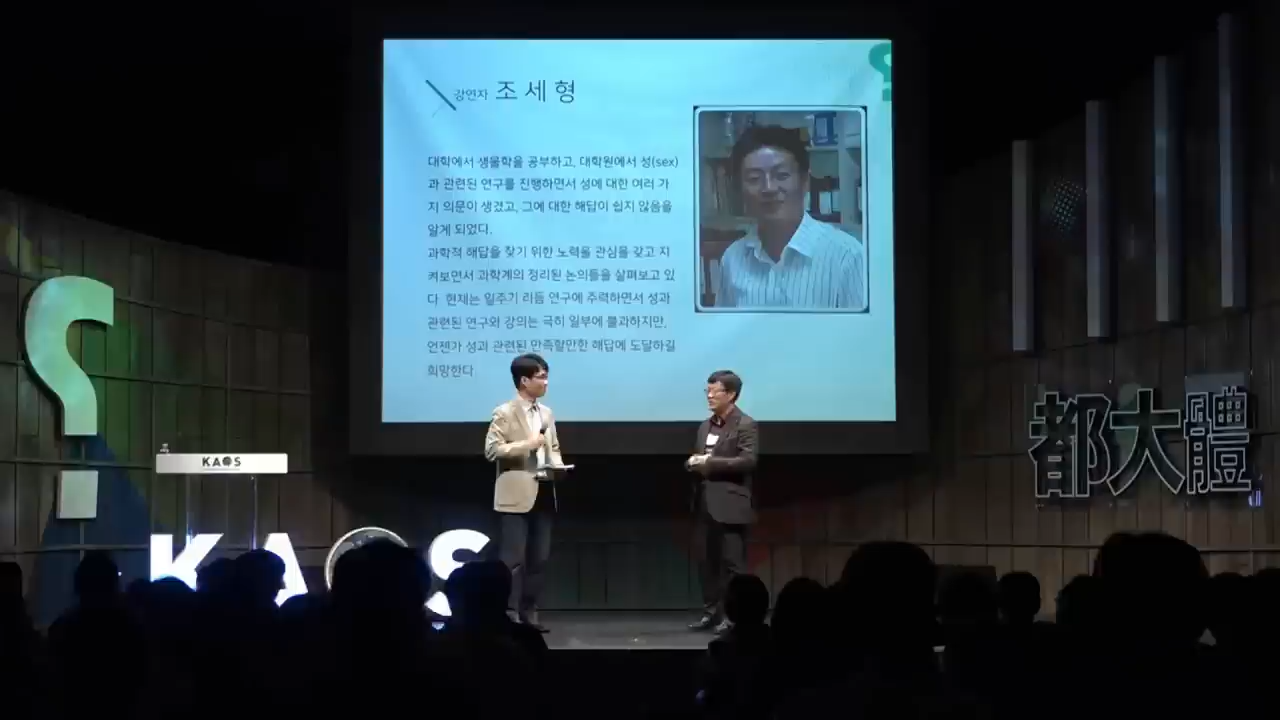 강연자 조세형
대학에서 생물학을 공부하고, 대학원에서 성(sex)
과 관련된 연구를 진행하면서 성에 대한 여러 가
지 의문이 생겼고, 그에 대한 해답이 쉽지 않음을
알게 되었다.
과학적 해답을 찾기 위한 노력을 관심을 갖고 지
켜보면서 과학계의 정리된 논의들을 살펴보고 있
다. 현재는 일주기 리듬 연구에 주력하면서 성과
관련된 연구와 강의는 극히 일부에 불과하지만,
언젠가 성과 관련된 만족할만한 해답에 도달하길
희망한다
都大體
KAOS
KAOS